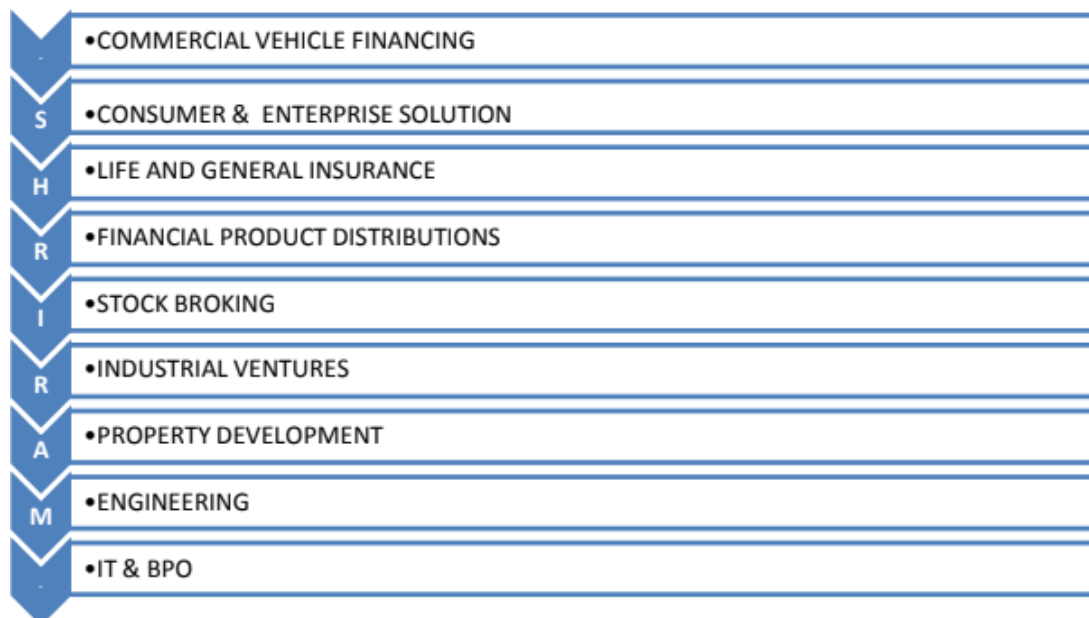 . •COMMERCIAL VEHICLE FINANCING
S •CONSUMER & ENTERPRISE SOLUTION
H •LIFE AND GENERAL INSURANCE
R •FINANCIAL PRODUCT DISTRIBUTIONS
I •STOCK BROKING
R •INDUSTRIAL VENTURES
A •PROPERTY DEVELOPMENT
M •ENGINEERING
. •IT & BPO